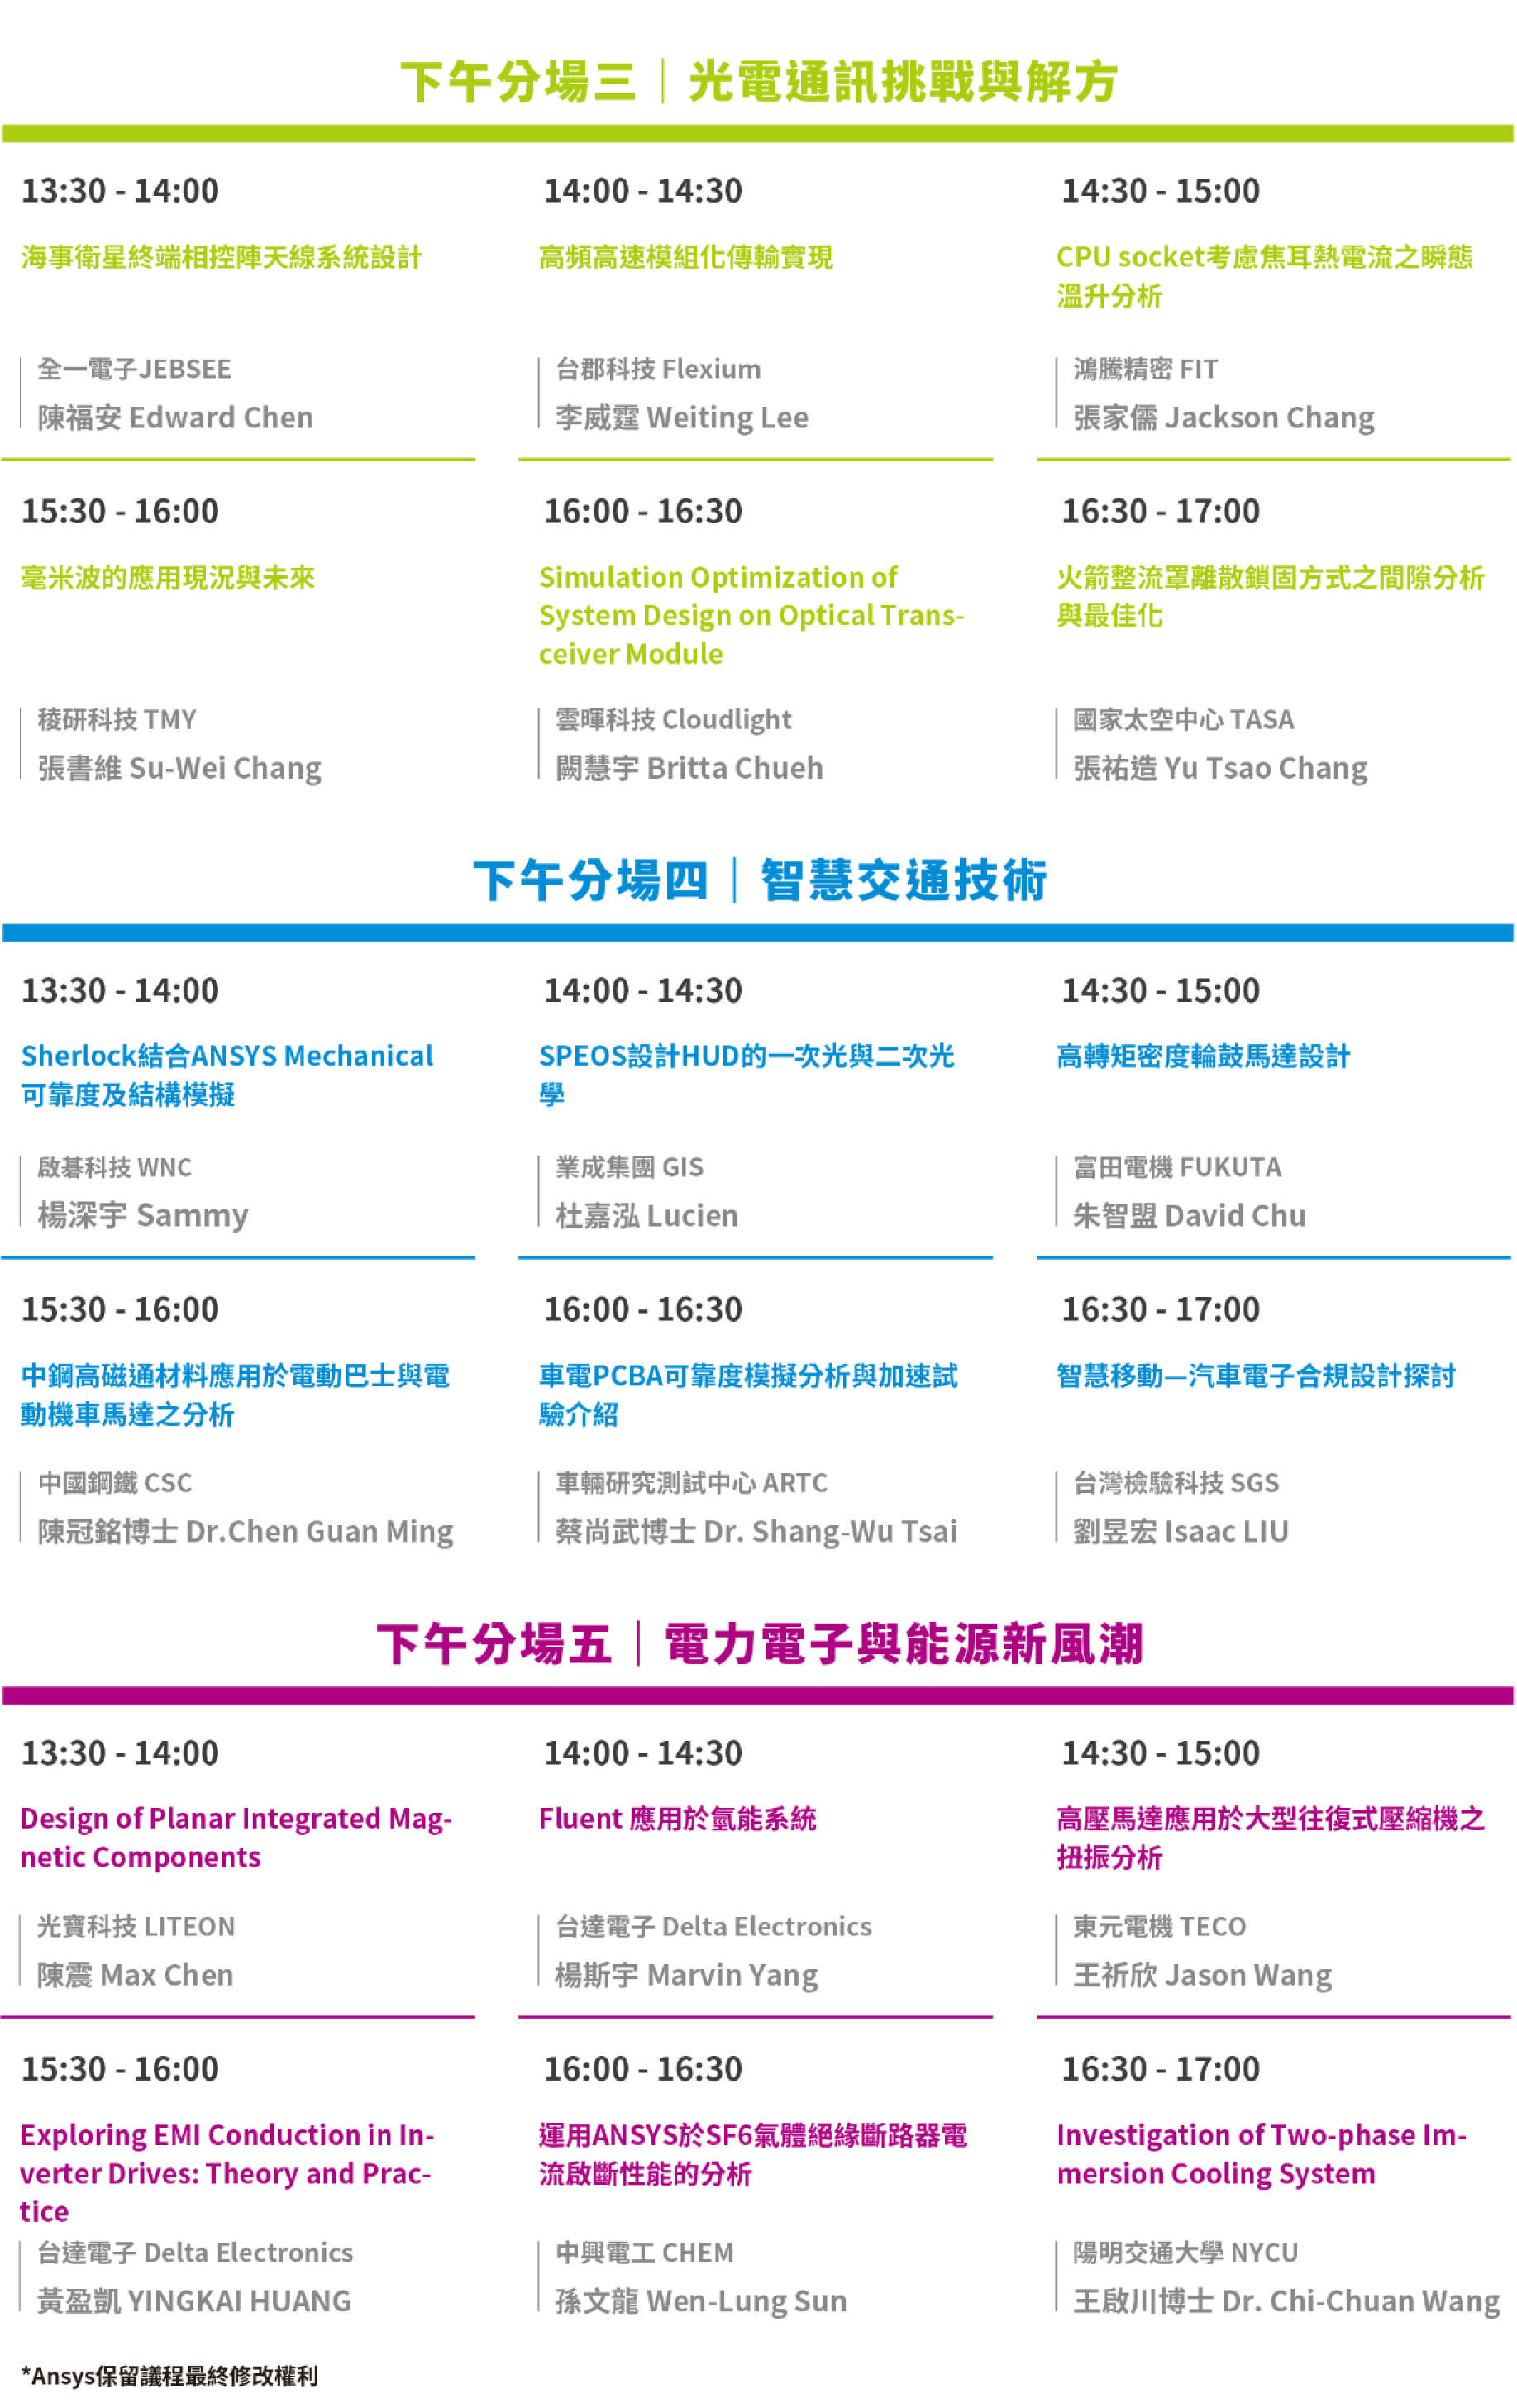 下午分場三｜光電通訊挑戰與解方
13:30 - 14:00
海事衛星終端相控陣天線系統設計
全一電子JEBSEE
陳福安 Edward Chen
14:00 - 14:30
高頻高速模組化傳輸實現
台郡科技 Flexium
李威霆 Weiting Lee
14:30 - 15:00
CPU socket考慮焦耳熱電流之瞬態
溫升分析
鴻騰精密 FIT
張家儒 Jackson Chang
15:30 - 16:00
毫米波的應用現況與未來
稜研科技 TMY
張書維 Su-Wei Chang
16:00 - 16:30
Simulation Optimization of
System Design on Optical Trans-
ceiver Module
雲暉科技 Cloudlight
闕慧宇 Britta Chueh
16:30 - 17:00
火箭整流罩離散鎖固方式之間隙分析
與最佳化
國家太空中心 TASA
張祐造 Yu Tsao Chang
下午分場四｜智慧交通技術
13:30 - 14:00
Sherlock結合ANSYS Mechanical
可靠度及結構模擬
啟碁科技 WNC
楊深宇 Sammy
14:00 - 14:30
SPEOS設計HUD的一次光與二次光
學
業成集團 GIS
杜嘉泓 Lucien
14:30 - 15:00
高轉矩密度輪鼓馬達設計
富田電機 FUKUTA
朱智盟 David Chu
15:30 - 16:00
中鋼高磁通材料應用於電動巴士與電
動機車馬達之分析
中國鋼鐵 CSC
陳冠銘博士 Dr.Chen Guan Ming
16:00 - 16:30
車電PCBA可靠度模擬分析與加速試
驗介紹
車輛研究測試中心 ARTC
蔡尚武博士 Dr. Shang-Wu Tsai
16:30 - 17:00
智慧移動—汽車電子合規設計探討
台灣檢驗科技 SGS
劉昱宏 Isaac LIU
下午分場五｜電力電子與能源新風潮
13:30 - 14:00
Design of Planar Integrated Mag-
netic Components
光寶科技 LITEON
陳震 Max Chen
14:00 - 14:30
Fluent 應用於氫能系統
台達電子 Delta Electronics
楊斯宇 Marvin Yang
14:30 - 15:00
高壓馬達應用於大型往復式壓縮機之
扭振分析
東元電機 TECO
王祈欣 Jason Wang
15:30 - 16:00
Exploring EMI Conduction in In-
verter Drives: Theory and Prac-
tice
台達電子 Delta Electronics
黃盈凱 YINGKAI HUANG
16:00 - 16:30
運用ANSYS於SF6氣體絕緣斷路器電
流啟斷性能的分析
中興電工 CHEM
孫文龍 Wen-Lung Sun
16:30 - 17:00
Investigation of Two-phase Im-
mersion Cooling System
陽明交通大學 NYCU
王啟川博士 Dr. Chi-Chuan Wang
*Ansys保留議程最終修改權利